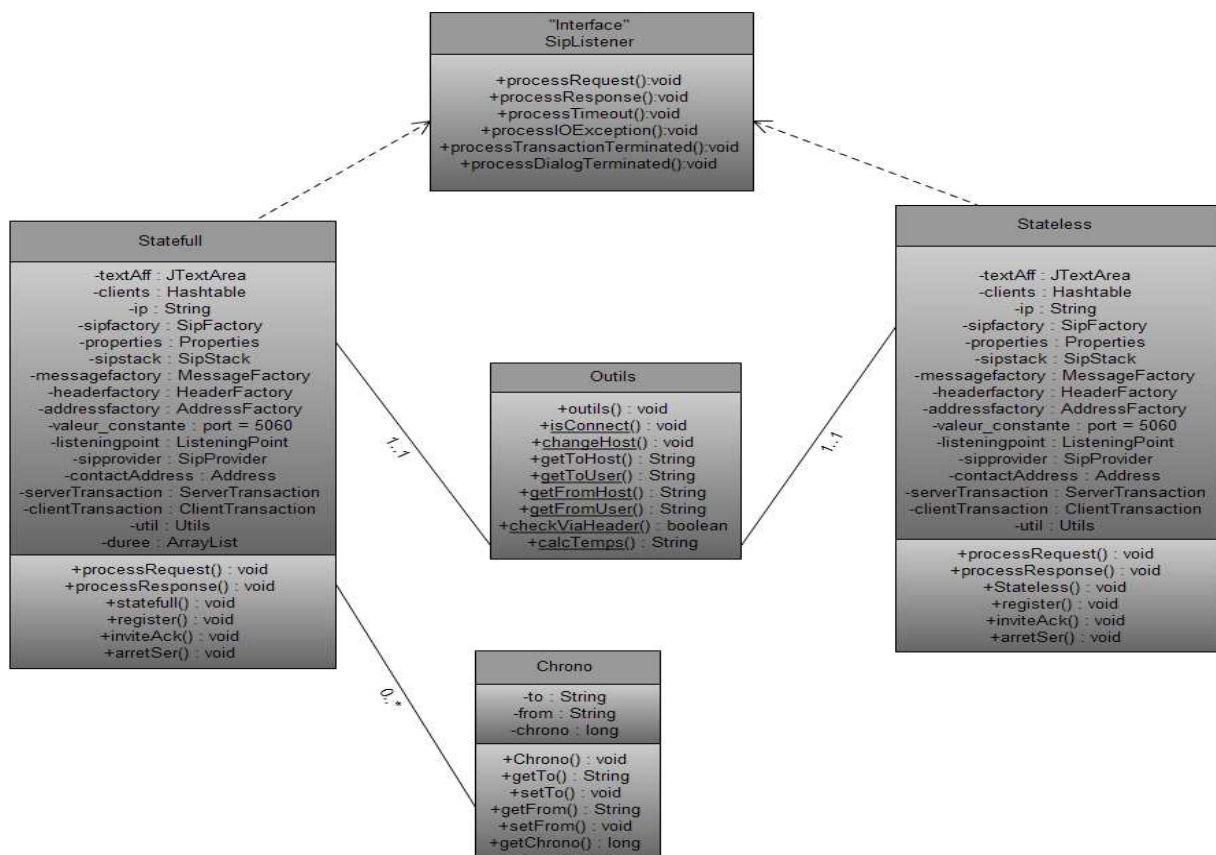 "Interface"
SipListener
+processRequest():void
+processResponse():void
+processTimeout():void
+processIOException():void
+processTransactionTerminated():void
+processDialogTerminated():void
Statefull
-textAff : JTextArea
-clients : Hashtable
-ip : String
-sipfactory : SipFactory
-properties : Properties
-sipstack : SipStack
-messagefactory : MessageFactory
-headerfactory : HeaderFactory
-addressfactory : AddressFactory
-valeur_constante : port = 5060
-listeningpoint : ListeningPoint
-sipprovider : SipProvider
-contactAddress : Address
-serverTransaction : ServerTransaction
-clientTransaction : ClientTransaction
-util : Utils
-duree : ArrayList
+processRequest() : void
+processResponse() : void
+statefull() : void
+register() : void
+inviteAck() : void
+arretSer() : void
Stateless
-textAff : JTextArea
-clients : Hashtable
-ip : String
-sipfactory : SipFactory
-properties : Properties
-sipstack : SipStack
-messagefactory : MessageFactory
-headerfactory : HeaderFactory
-addressfactory : AddressFactory
-valeur_constante : port = 5060
-listeningpoint : ListeningPoint
-sipprovider : SipProvider
-contactAddress : Address
-serverTransaction : ServerTransaction
-clientTransaction : ClientTransaction
-util : Utils
+processRequest() : void
+processResponse() : void
+Stateless() : void
+register() : void
+inviteAck() : void
+arretSer() : void
1..1
1..1
Outils
+outils() : void
+isConnect() : void
+changeHost() : void
+getToHost() : String
+getToUser() : String
+getFromHost() : String
+getFromUser() : String
+checkViaHeader() : boolean
+calcTemps() : String
0..*
Chrono
-to : String
-from : String
-chrono : long
+Chrono() : void
+getTo() : String
+setTo() : void
+getFrom() : String
+setFrom() : void
+getChrono() : long